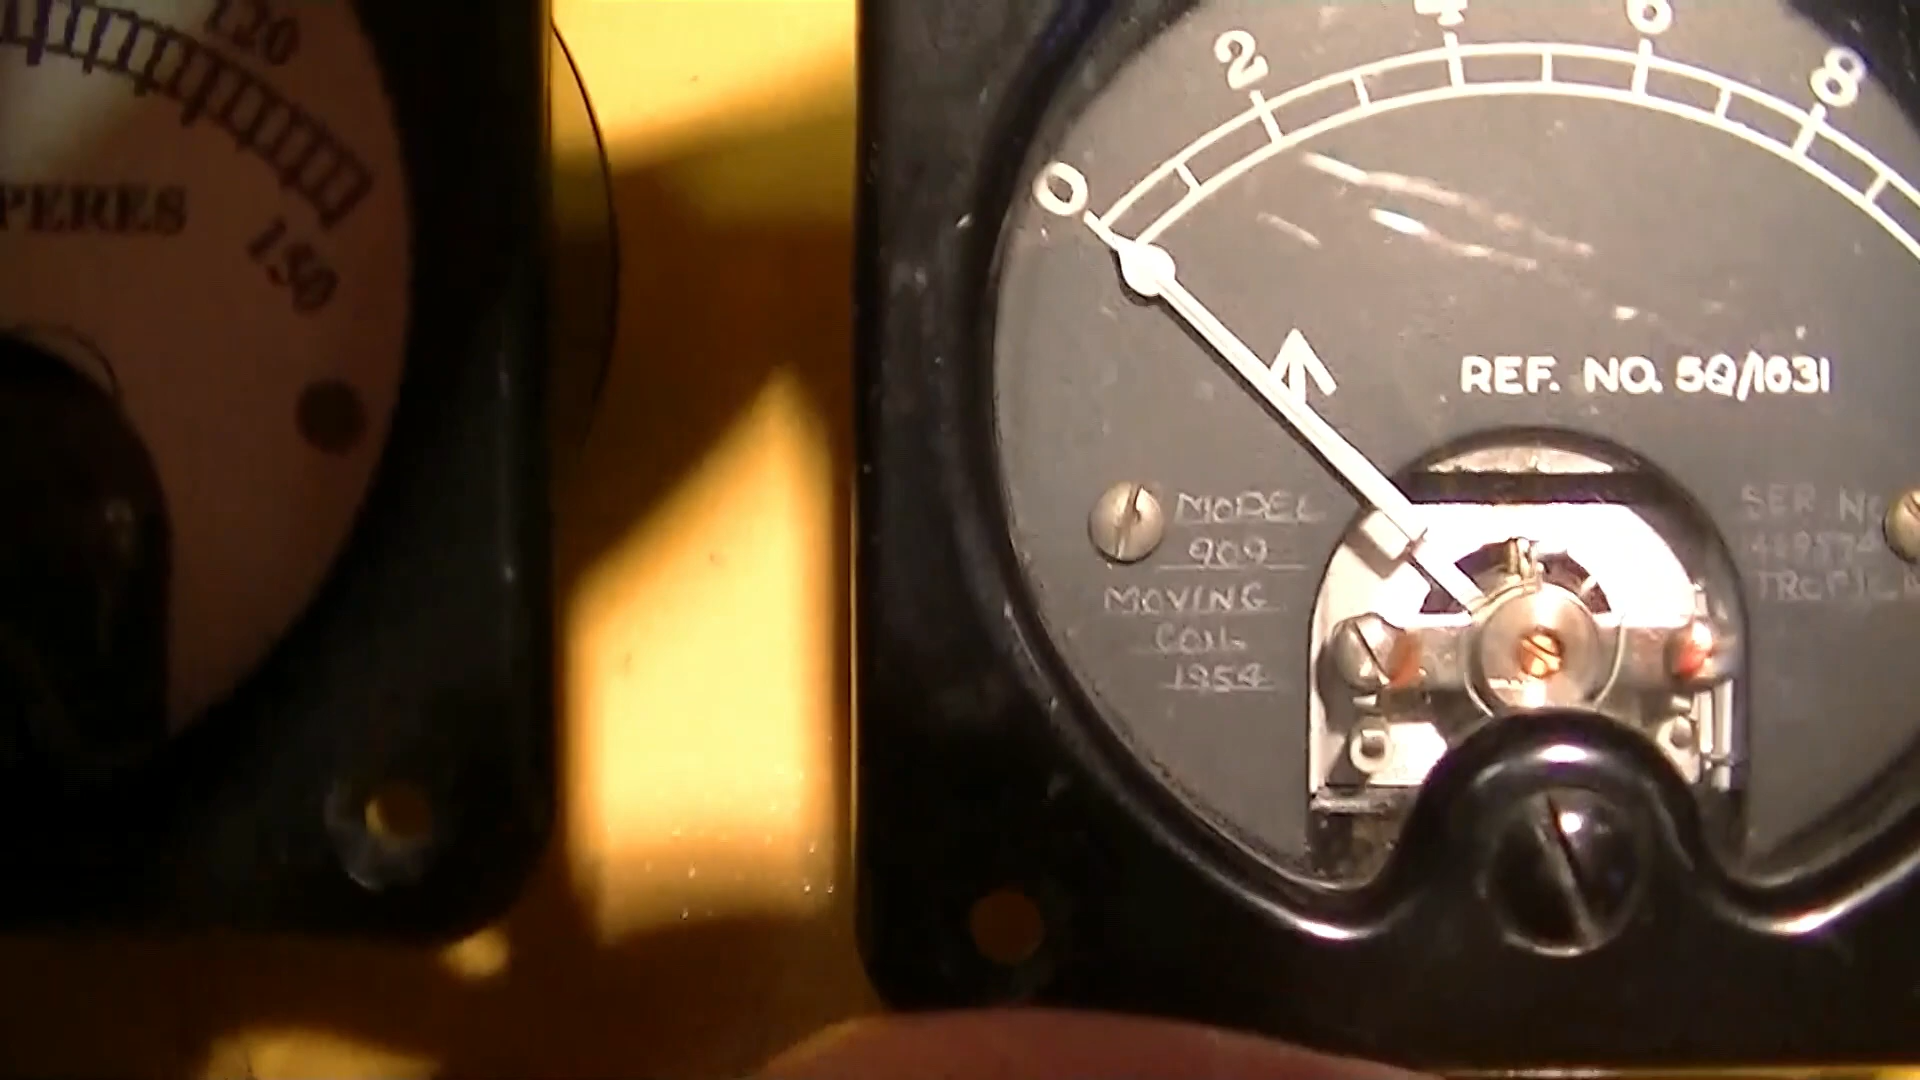 120
PERES
150
0
2
4
6
8
REF. NO. 5Q/1631
MODEL
909
MOVING
COIL
1954
SER NO